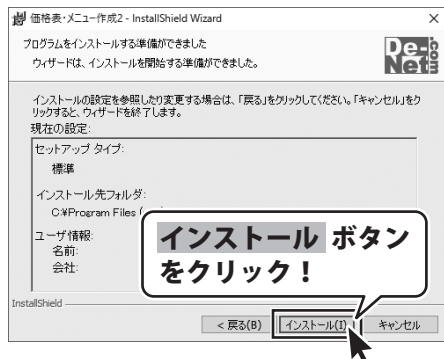 価格表・メニュー作成2 - InstallShield Wizard
プログラムをインストールする準備ができました
ウィザードは、インストールを開始する準備ができました。
De-Net.com
インストールの設定を参照したり変更する場合は、「戻る」をクリックしてください。「キャンセル」をク
リックすると、ウィザードを終了します。
現在の設定:
セットアップ タイプ:
標準
インストール先フォルダ:
C:¥Program Files (
ユーザ情報:
名前:
会社:
インストール ボタン
をクリック！
InstallShield
< 戻る(B)
インストール(I)
キャンセル